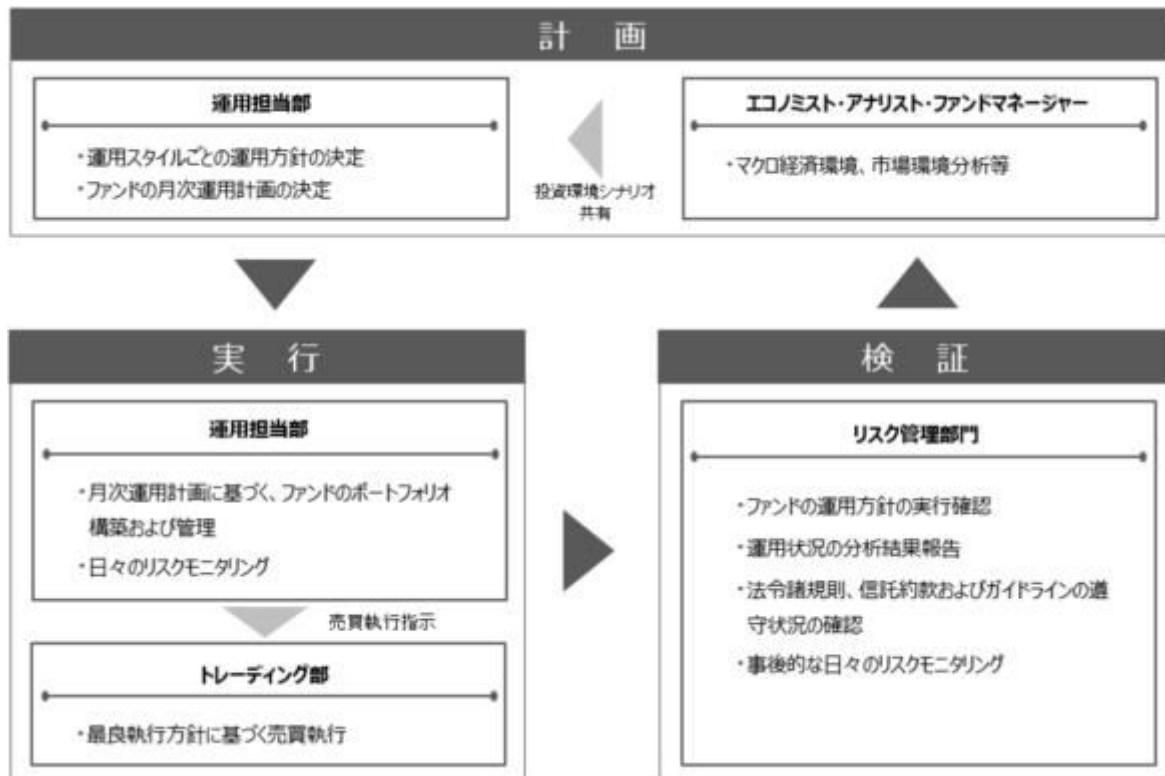 計 画
運用担当部
・運用スタイルごとの運用方針の決定
・ファンドの月次運用計画の決定
投資環境シナリオ
共有
エコノミスト・アナリスト・ファンドマネージャー
・マクロ経済環境、市場環境分析等
実 行
運用担当部
・月次運用計画に基づく、ファンドのポートフォリオ
構築および管理
・日々のリスクモニタリング
売買執行指示
トレーディング部
・最良執行方針に基づく売買執行
検 証
リスク管理部門
・ファンドの運用方針の実行確認
・運用状況の分析結果報告
・法令諸規則、信託約款およびガイドラインの遵
守状況の確認
・事後的な日々のリスクモニタリング